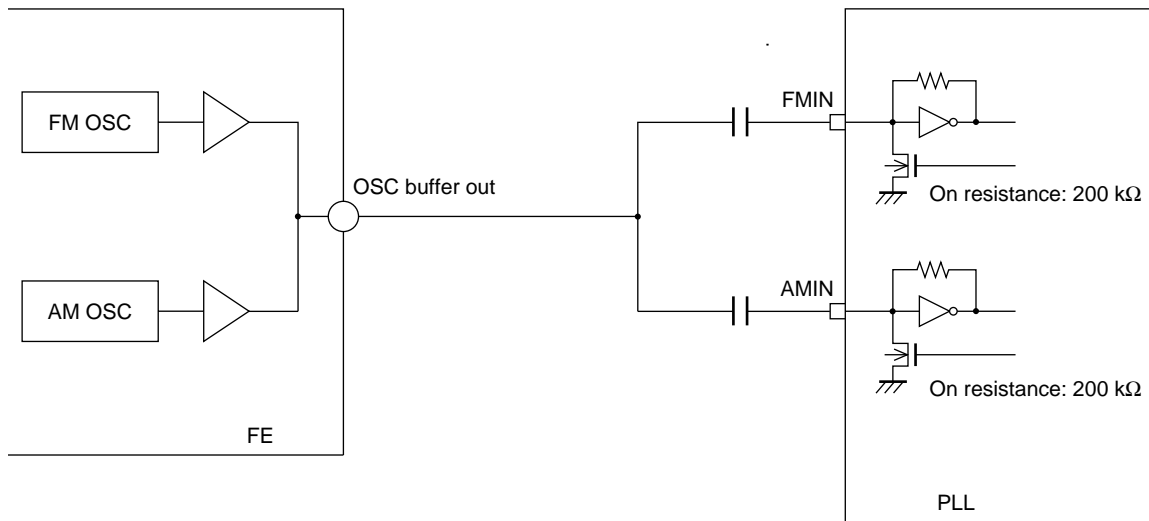 FM OSC
FMIN
OSC buffer out
On resistance: 200 kΩ
AM OSC
AMIN
On resistance: 200 kΩ
FE
PLL